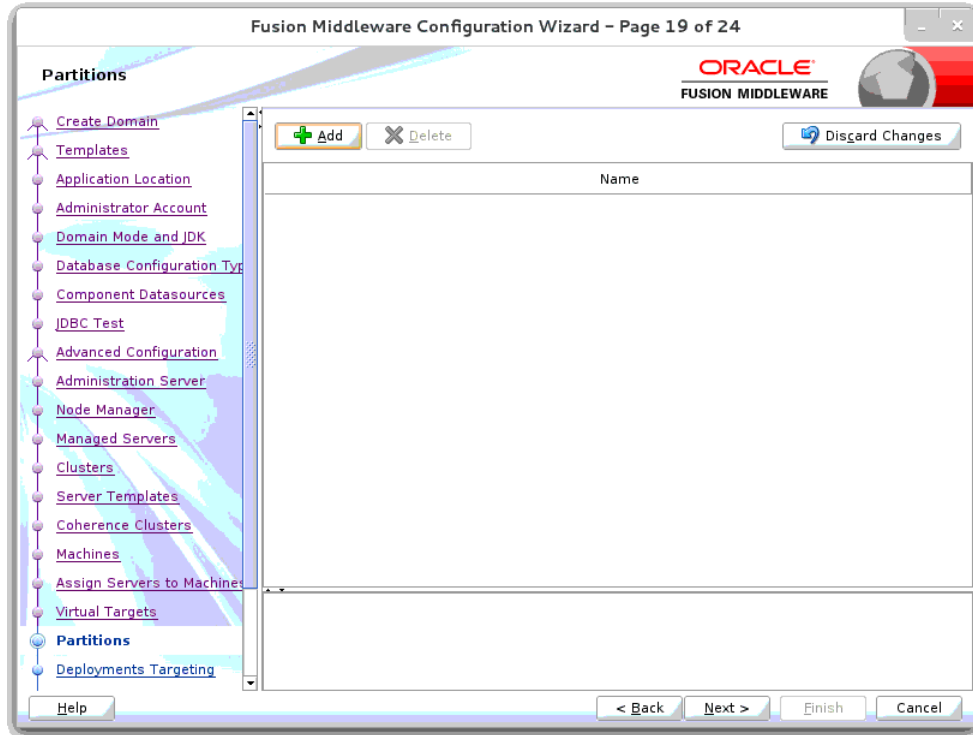 Fusion Middleware Configuration Wizard - Page 19 of 24
Partitions
ORACLE
FUSION MIDDLEWARE
Create Domain
Templates
Application Location
Administrator Account
Domain Mode and JDK
Database Configuration Typ
Component Datasources
JDBC Test
Advanced Configuration
Administration Server
Node Manager
Managed Servers
Clusters
Server Templates
Coherence Clusters
Machines
Assign Servers to Machines
Virtual Targets
Partitions
Deployments Targeting
Add
Delete
Discard Changes
Name
Help
< Back
Next >
Finish
Cancel